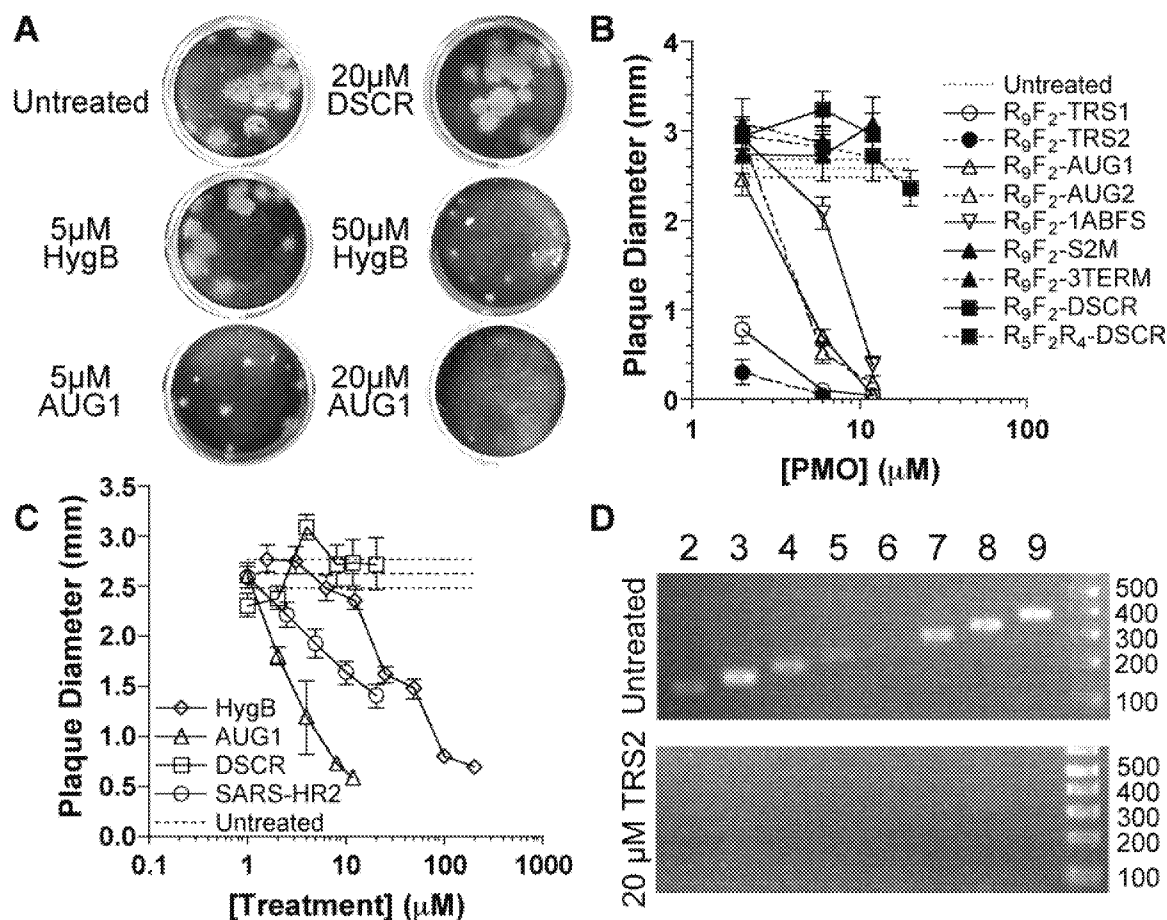 A
Untreated
20µM
DSCR
5µM
HygB
50µM
HygB
5µM
AUG1
20µM
AUG1
B
Plaque Diameter (mm)
4
3
2
1
0
1
10
100
[PMO] (µM)
Untreated
R₉F₂-TRS1
R₉F₂-TRS2
R₉F₂-AUG1
R₉F₂-AUG2
R₉F₂-1ABFS
R₉F₂-S2M
R₉F₂-3TERM
R₉F₂-DSCR
R₅F₂R₄-DSCR
C
Plaque Diameter (mm)
3.5
3.0
2.5
2.0
1.5
1.0
0.5
0.0
HygB
AUG1
DSCR
SARS-HR2
Untreated
0.1
1
10
100
1000
[Treatment] (µM)
D
2 3 4 5 6 7 8 9
Untreated
500
400
300
200
100
20 µM TRS2
500
400
300
200
100